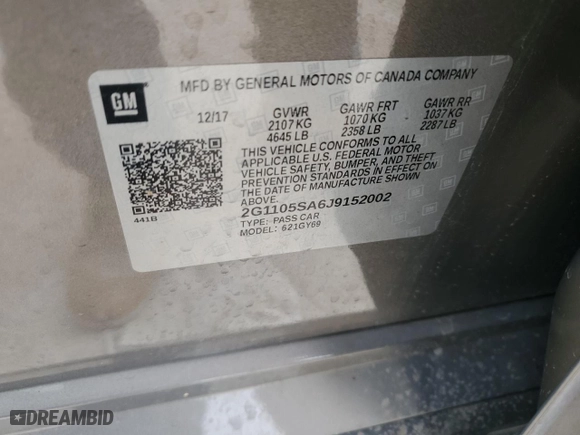 MFD BY GENERAL MOTORS OF CANADA COMPANY
GM
12/17 GVWR GAWR FRT GAWR RR
2107 KG 1070 KG 1037 KG
4645 LB 2358 LB 2287 LB
THIS VEHICLE CONFORMS TO ALL
APPLICABLE U.S. FEDERAL MOTOR
VEHICLE SAFETY, BUMPER, AND THEFT
PREVENTION STANDARDS IN EFFECT ON
THE DATE OF MANUFACTURE SHOWN
ABOVE.
441B
2G1105SA6J9152002
TYPE: PASS CAR
MODEL: 621GY69
DREAMBID